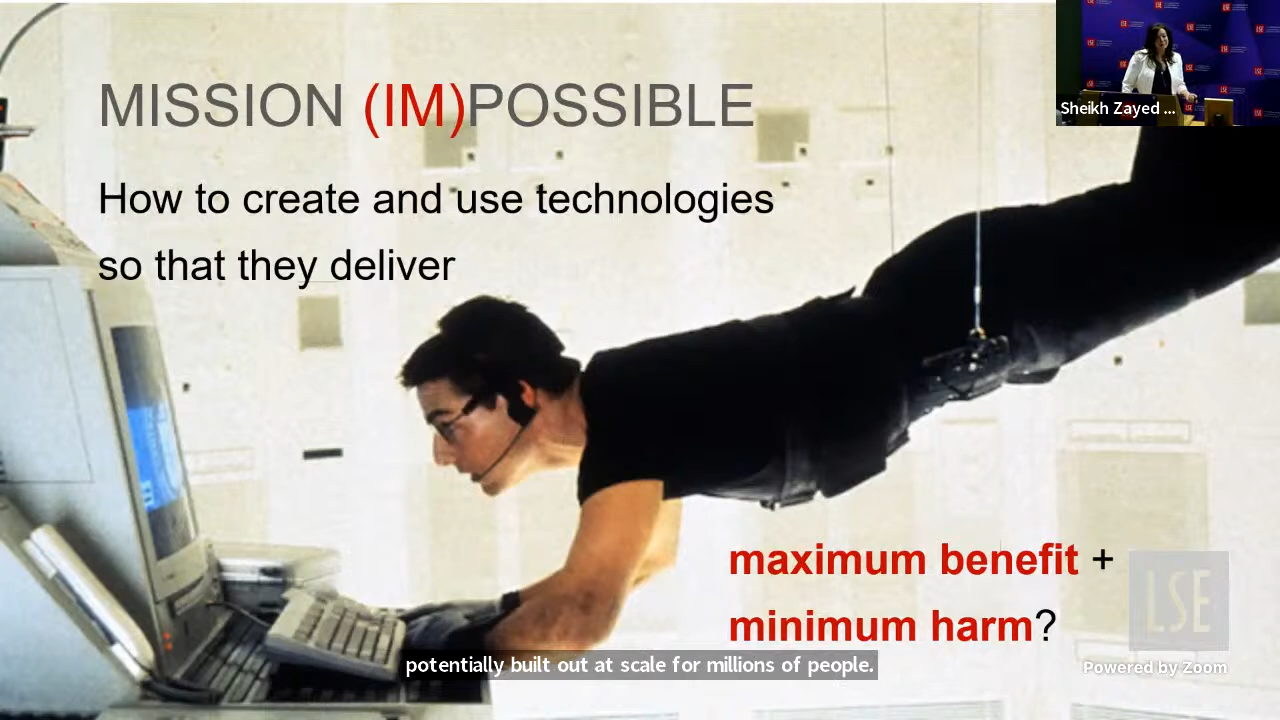 MISSION (IM)POSSIBLE
How to create and use technologies
so that they deliver
maximum benefit +
minimum harm?
potentially built out at scale for millions of people.
Sheikh Zayed ...
LSE
Powered by Zoom